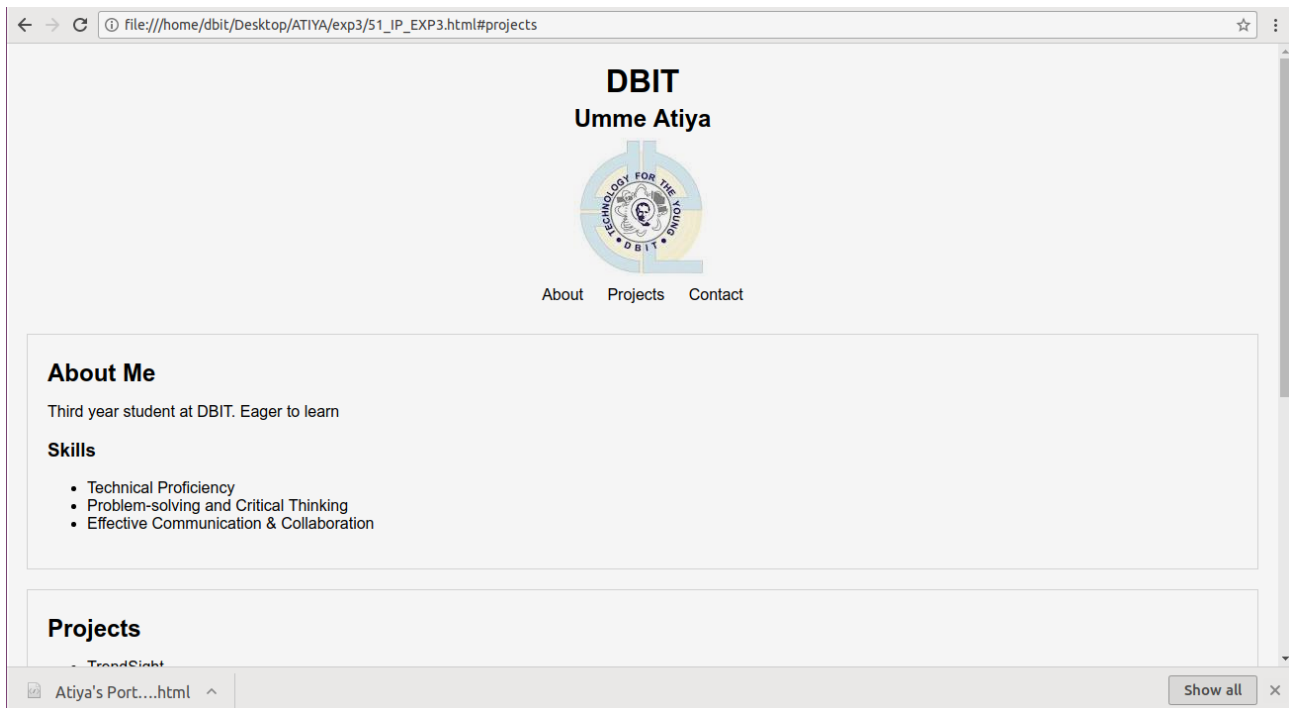 file:///home/dbit/Desktop/ATIYA/exp3/51_IP_EXP3.html#projects
DBIT
Umme Atiya
TECHNOLOGY FOR THE YOUNG
• DBIT •
About Projects Contact
About Me
Third year student at DBIT. Eager to learn
Skills
• Technical Proficiency
• Problem-solving and Critical Thinking
• Effective Communication & Collaboration
Projects
• TrendSight
Atiya's Port....html
Show all